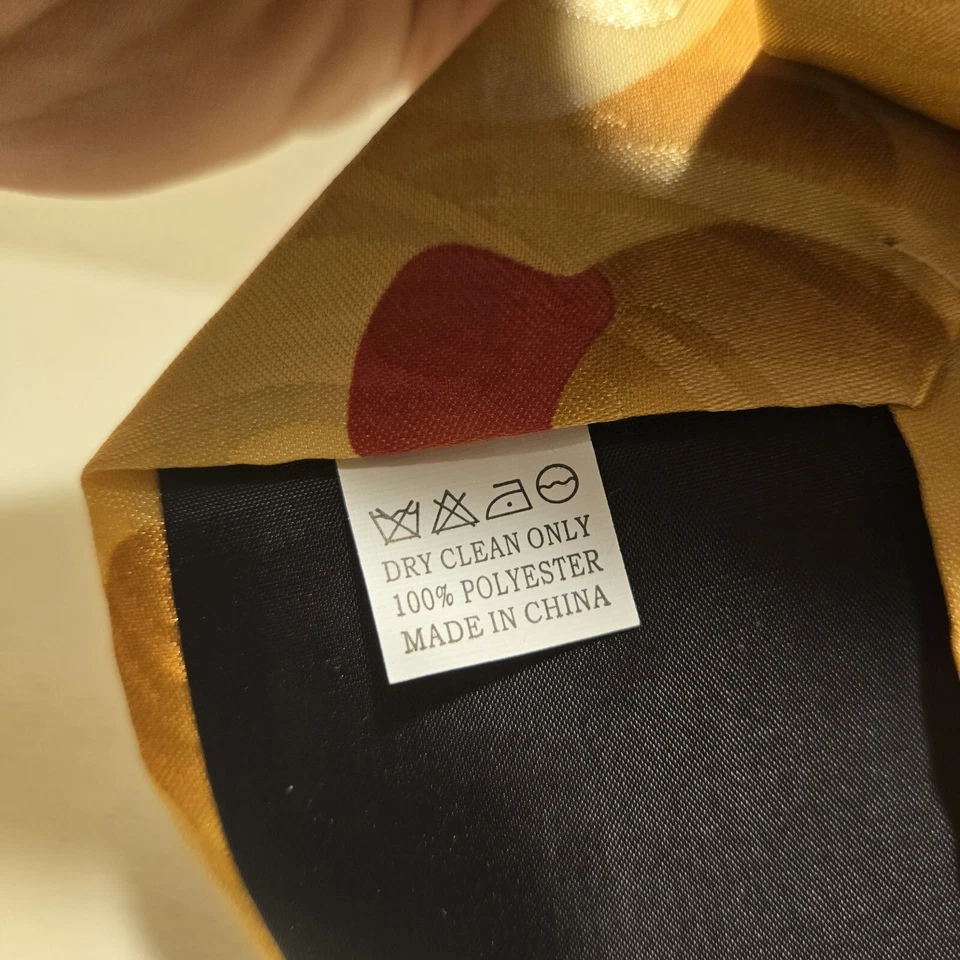 DRY CLEAN ONLY
100% POLYESTER
MADE IN CHINA